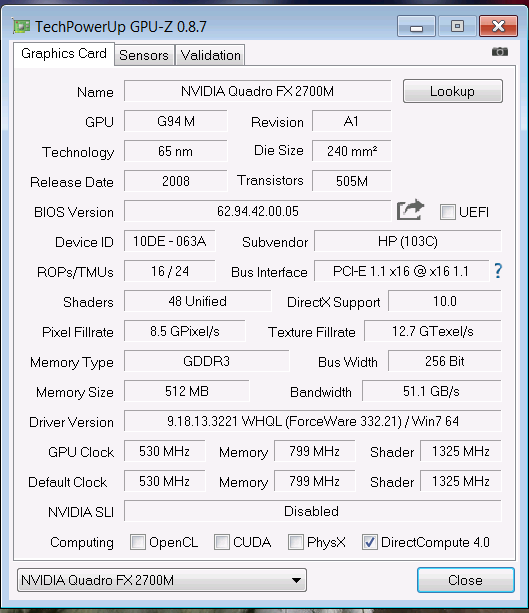 TechPowerUp GPU-Z 0.8.7
Graphics Card Sensors Validation
Name NVIDIA Quadro FX 2700M Lookup
GPU G94 M Revision A1
Technology 65 nm Die Size 240 mm²
Release Date 2008 Transistors 505M
BIOS Version 62.94.42.00.05 UEFI
Device ID 10DE - 063A Subvendor HP (103C)
ROPs/TMUs 16 / 24 Bus Interface PCI-E 1.1 x16 @ x16 1.1 ?
Shaders 48 Unified DirectX Support 10.0
Pixel Fillrate 8.5 GPixel/s Texture Fillrate 12.7 GTexel/s
Memory Type GDDR3 Bus Width 256 Bit
Memory Size 512 MB Bandwidth 51.1 GB/s
Driver Version 9.18.13.3221 WHQL (ForceWare 332.21) / Win7 64
GPU Clock 530 MHz Memory 799 MHz Shader 1325 MHz
Default Clock 530 MHz Memory 799 MHz Shader 1325 MHz
NVIDIA SLI Disabled
Computing OpenCL CUDA PhysX DirectCompute 4.0
NVIDIA Quadro FX 2700M Close